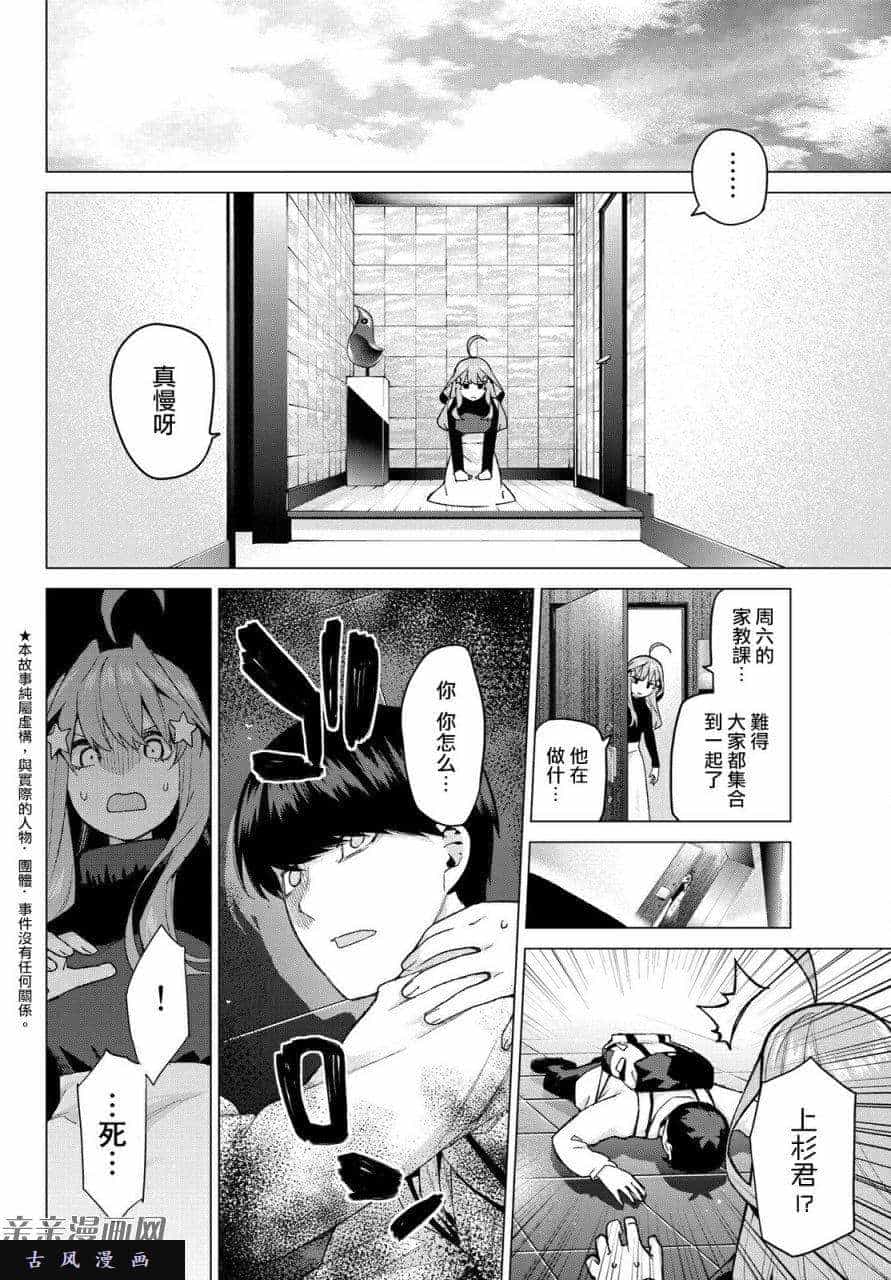 ……
真慢呀
周六的
家教課…
難得
大家都集合
到一起了
他在
做什…
上杉君!?
你 你怎么…
！
…死…
★本故事純屬虛構，與實際的人物．團體．事件沒有任何關係。
亲亲漫画网
古风漫画